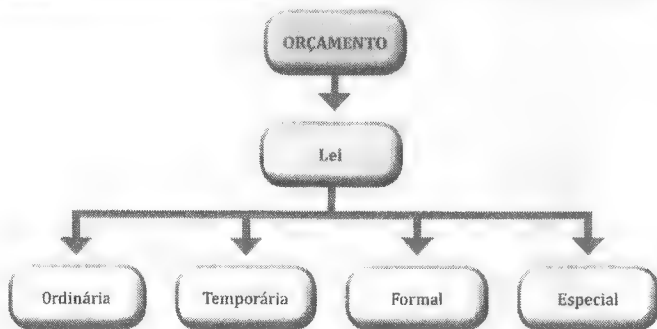 ORÇAMENTO
Lei
Ordinária
Temporária
Formal
Especial